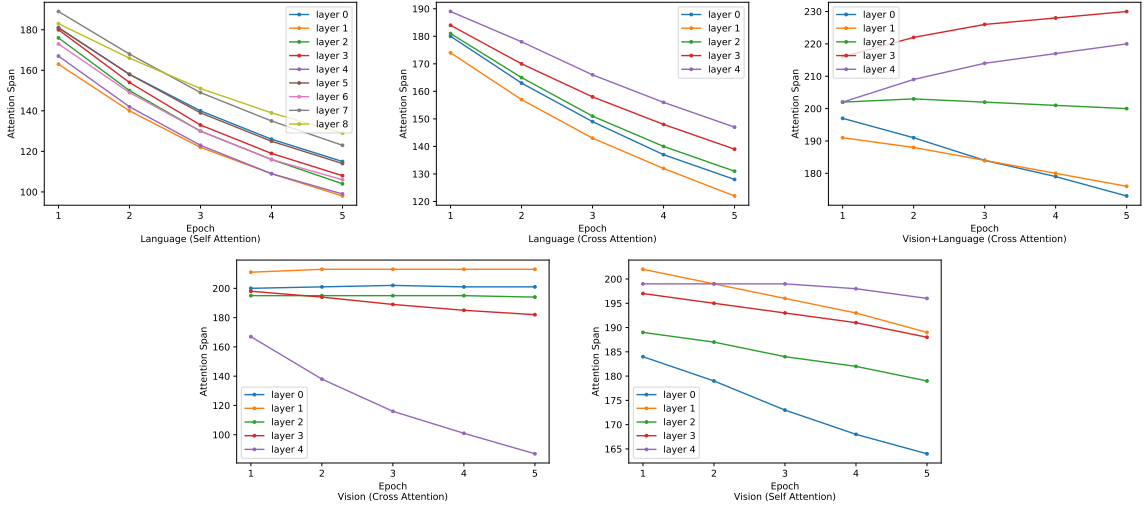 180
160
140
120
100
Attention Span
1 2 3 4 5
Epoch
Language (Self Attention)
layer 0
layer 1
layer 2
layer 3
layer 4
layer 5
layer 6
layer 7
layer 8
190
180
170
160
150
140
130
120
Attention Span
1 2 3 4 5
Epoch
Language (Cross Attention)
layer 0
layer 1
layer 2
layer 3
layer 4
230
220
210
200
190
180
Attention Span
1 2 3 4 5
Epoch
Vision+Language (Cross Attention)
layer 0
layer 1
layer 2
layer 3
layer 4
200
180
160
140
120
100
Attention Span
1 2 3 4 5
Epoch
Vision (Cross Attention)
layer 0
layer 1
layer 2
layer 3
layer 4
200
195
190
185
180
175
170
165
Attention Span
1 2 3 4 5
Epoch
Vision (Self Attention)
layer 0
layer 1
layer 2
layer 3
layer 4